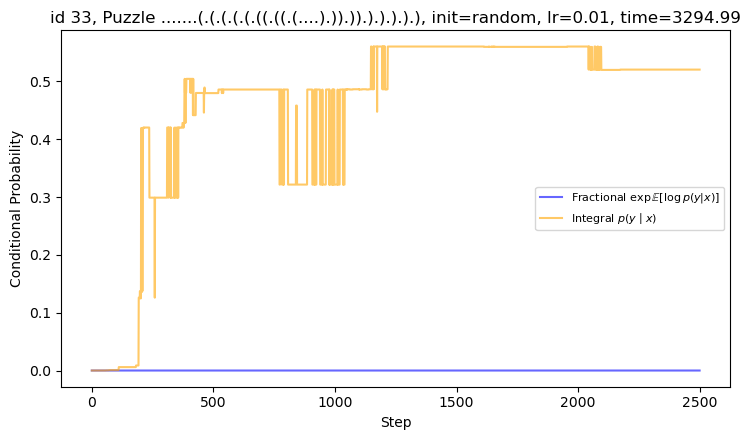 id 33, Puzzle .......(.(.(.(.(.((.((.(....).)).)).).).).).), init=random, lr=0.01, time=3294.99
Conditional Probability
0.5
0.4
0.3
0.2
0.1
0.0
Fractional exp𝔼[log p(y|x)]
Integral p(y | x)
0 500 1000 1500 2000 2500
Step